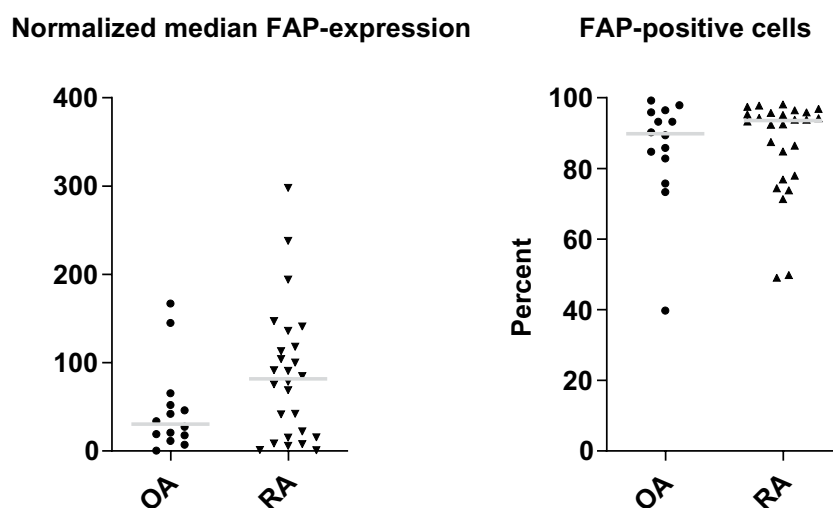 Normalized median FAP-expression
400
300
200
100
0
OA
RA
FAP-positive cells
Percent
100
80
60
40
20
0
OA
RA